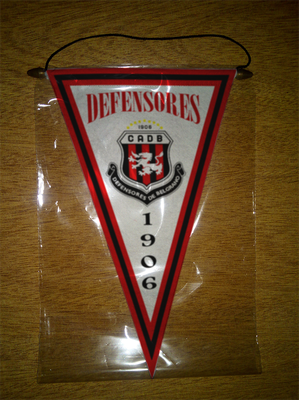 DEFENSORES
1906
CADB
DEFENSORES DE BELGRANO
1906